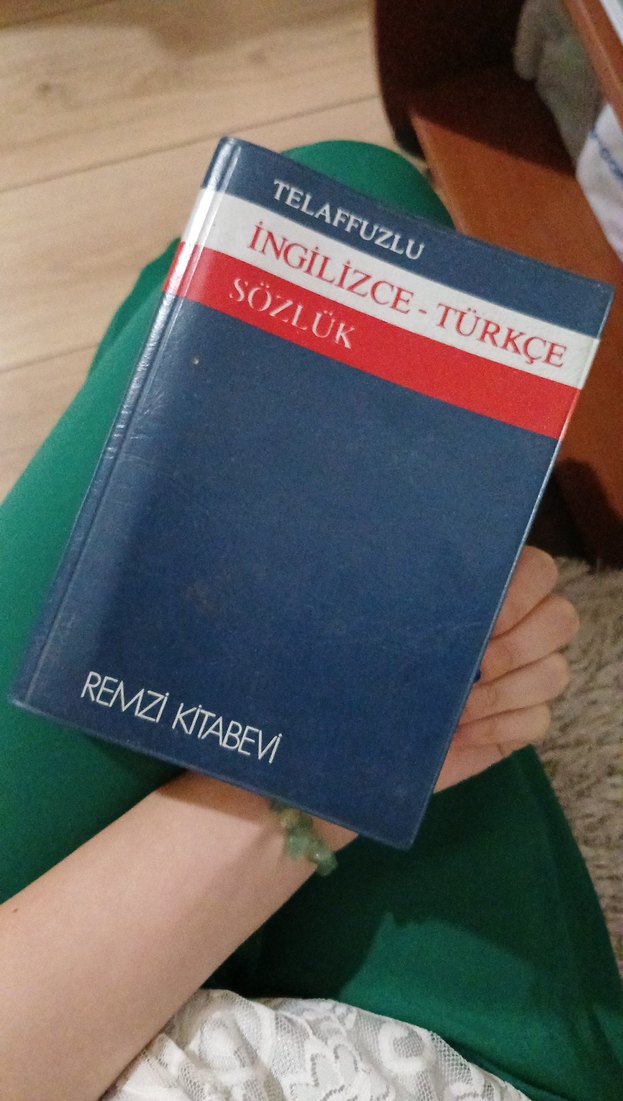 TELAFFUZLU
İNGİLİZCE - TÜRKÇE
SÖZLÜK
REMZİ KİTABEVİ